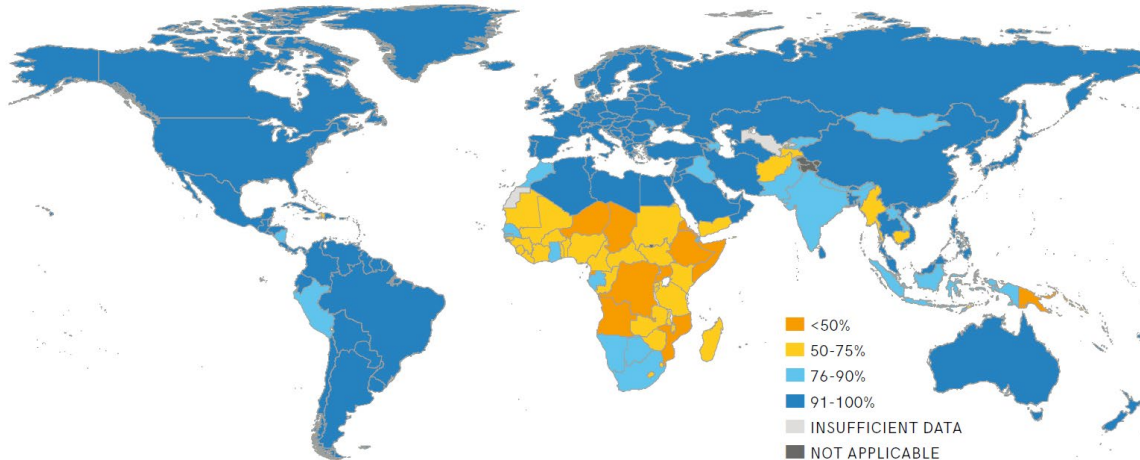 <50%
50-75%
76-90%
91-100%
INSUFFICIENT DATA
NOT APPLICABLE